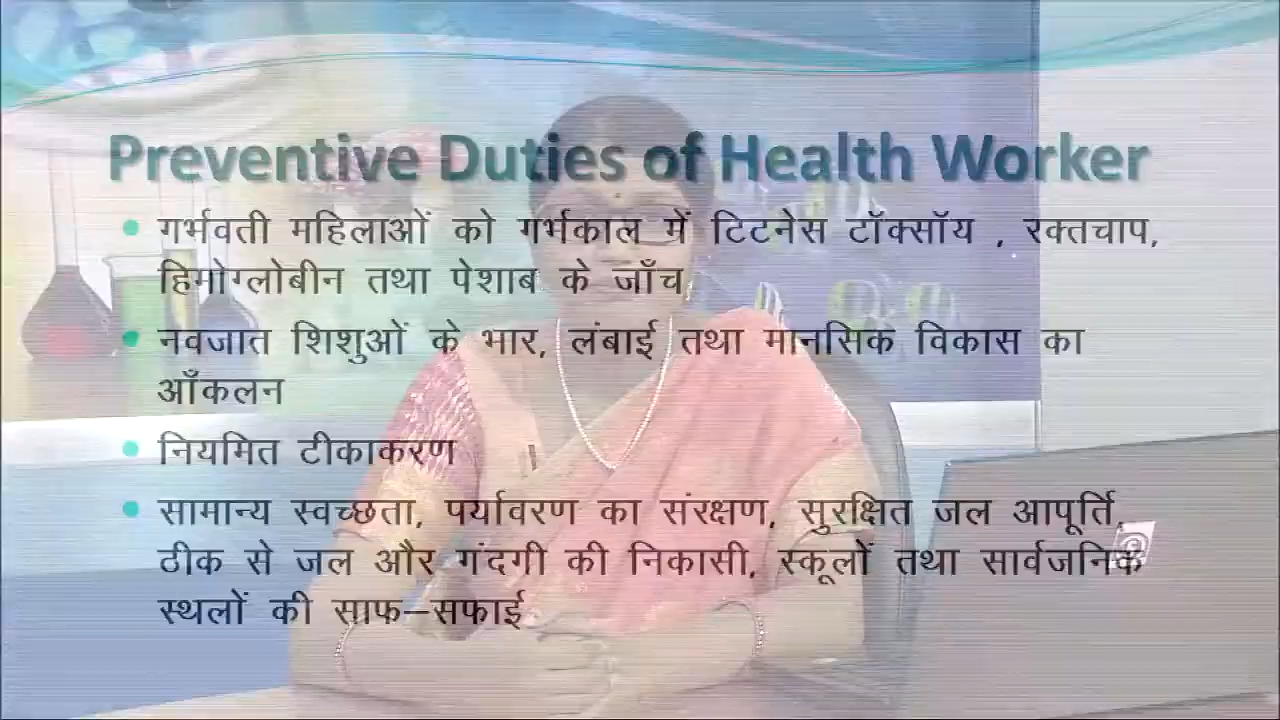 Preventive Duties of Health Worker
• गर्भवती महिलाओं को गर्भकाल में टिटनेस टॉक्सॉय , रक्तचाप,
हिमोग्लोबीन तथा पेशाब के जाँच
• नवजात शिशुओं के भार, लंबाई तथा मानसिक विकास का
आँकलन
• नियमित टीकाकरण
• सामान्य स्वच्छता, पर्यावरण का संरक्षण, सुरक्षित जल आपूर्ति,
ठीक से जल और गंदगी की निकासी, स्कूलों तथा सार्वजनिक
स्थलों की साफ–सफाई